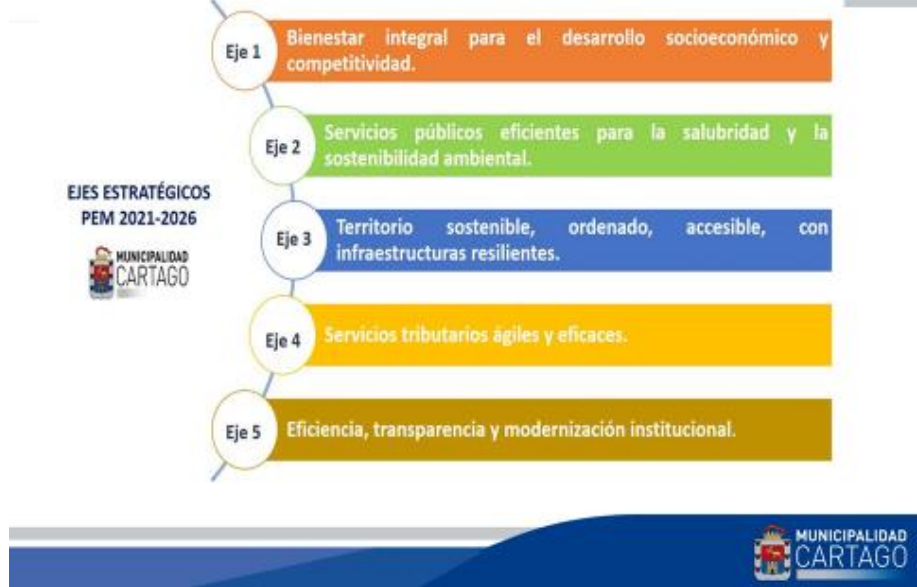 Eje 1
Bienestar integral para el desarrollo socioeconómico y
competitividad.
Eje 2
Servicios públicos eficientes para la salubridad y la
sostenibilidad ambiental.
EJES ESTRATÉGICOS
PEM 2021-2026
MUNICIPALIDAD
CARTAGO
Eje 3
Territorio sostenible, ordenado, accesible, con
infraestructuras resilientes.
Eje 4
Servicios tributarios ágiles y eficaces.
Eje 5
Eficiencia, transparencia y modernización institucional.
MUNICIPALIDAD
CARTAGO